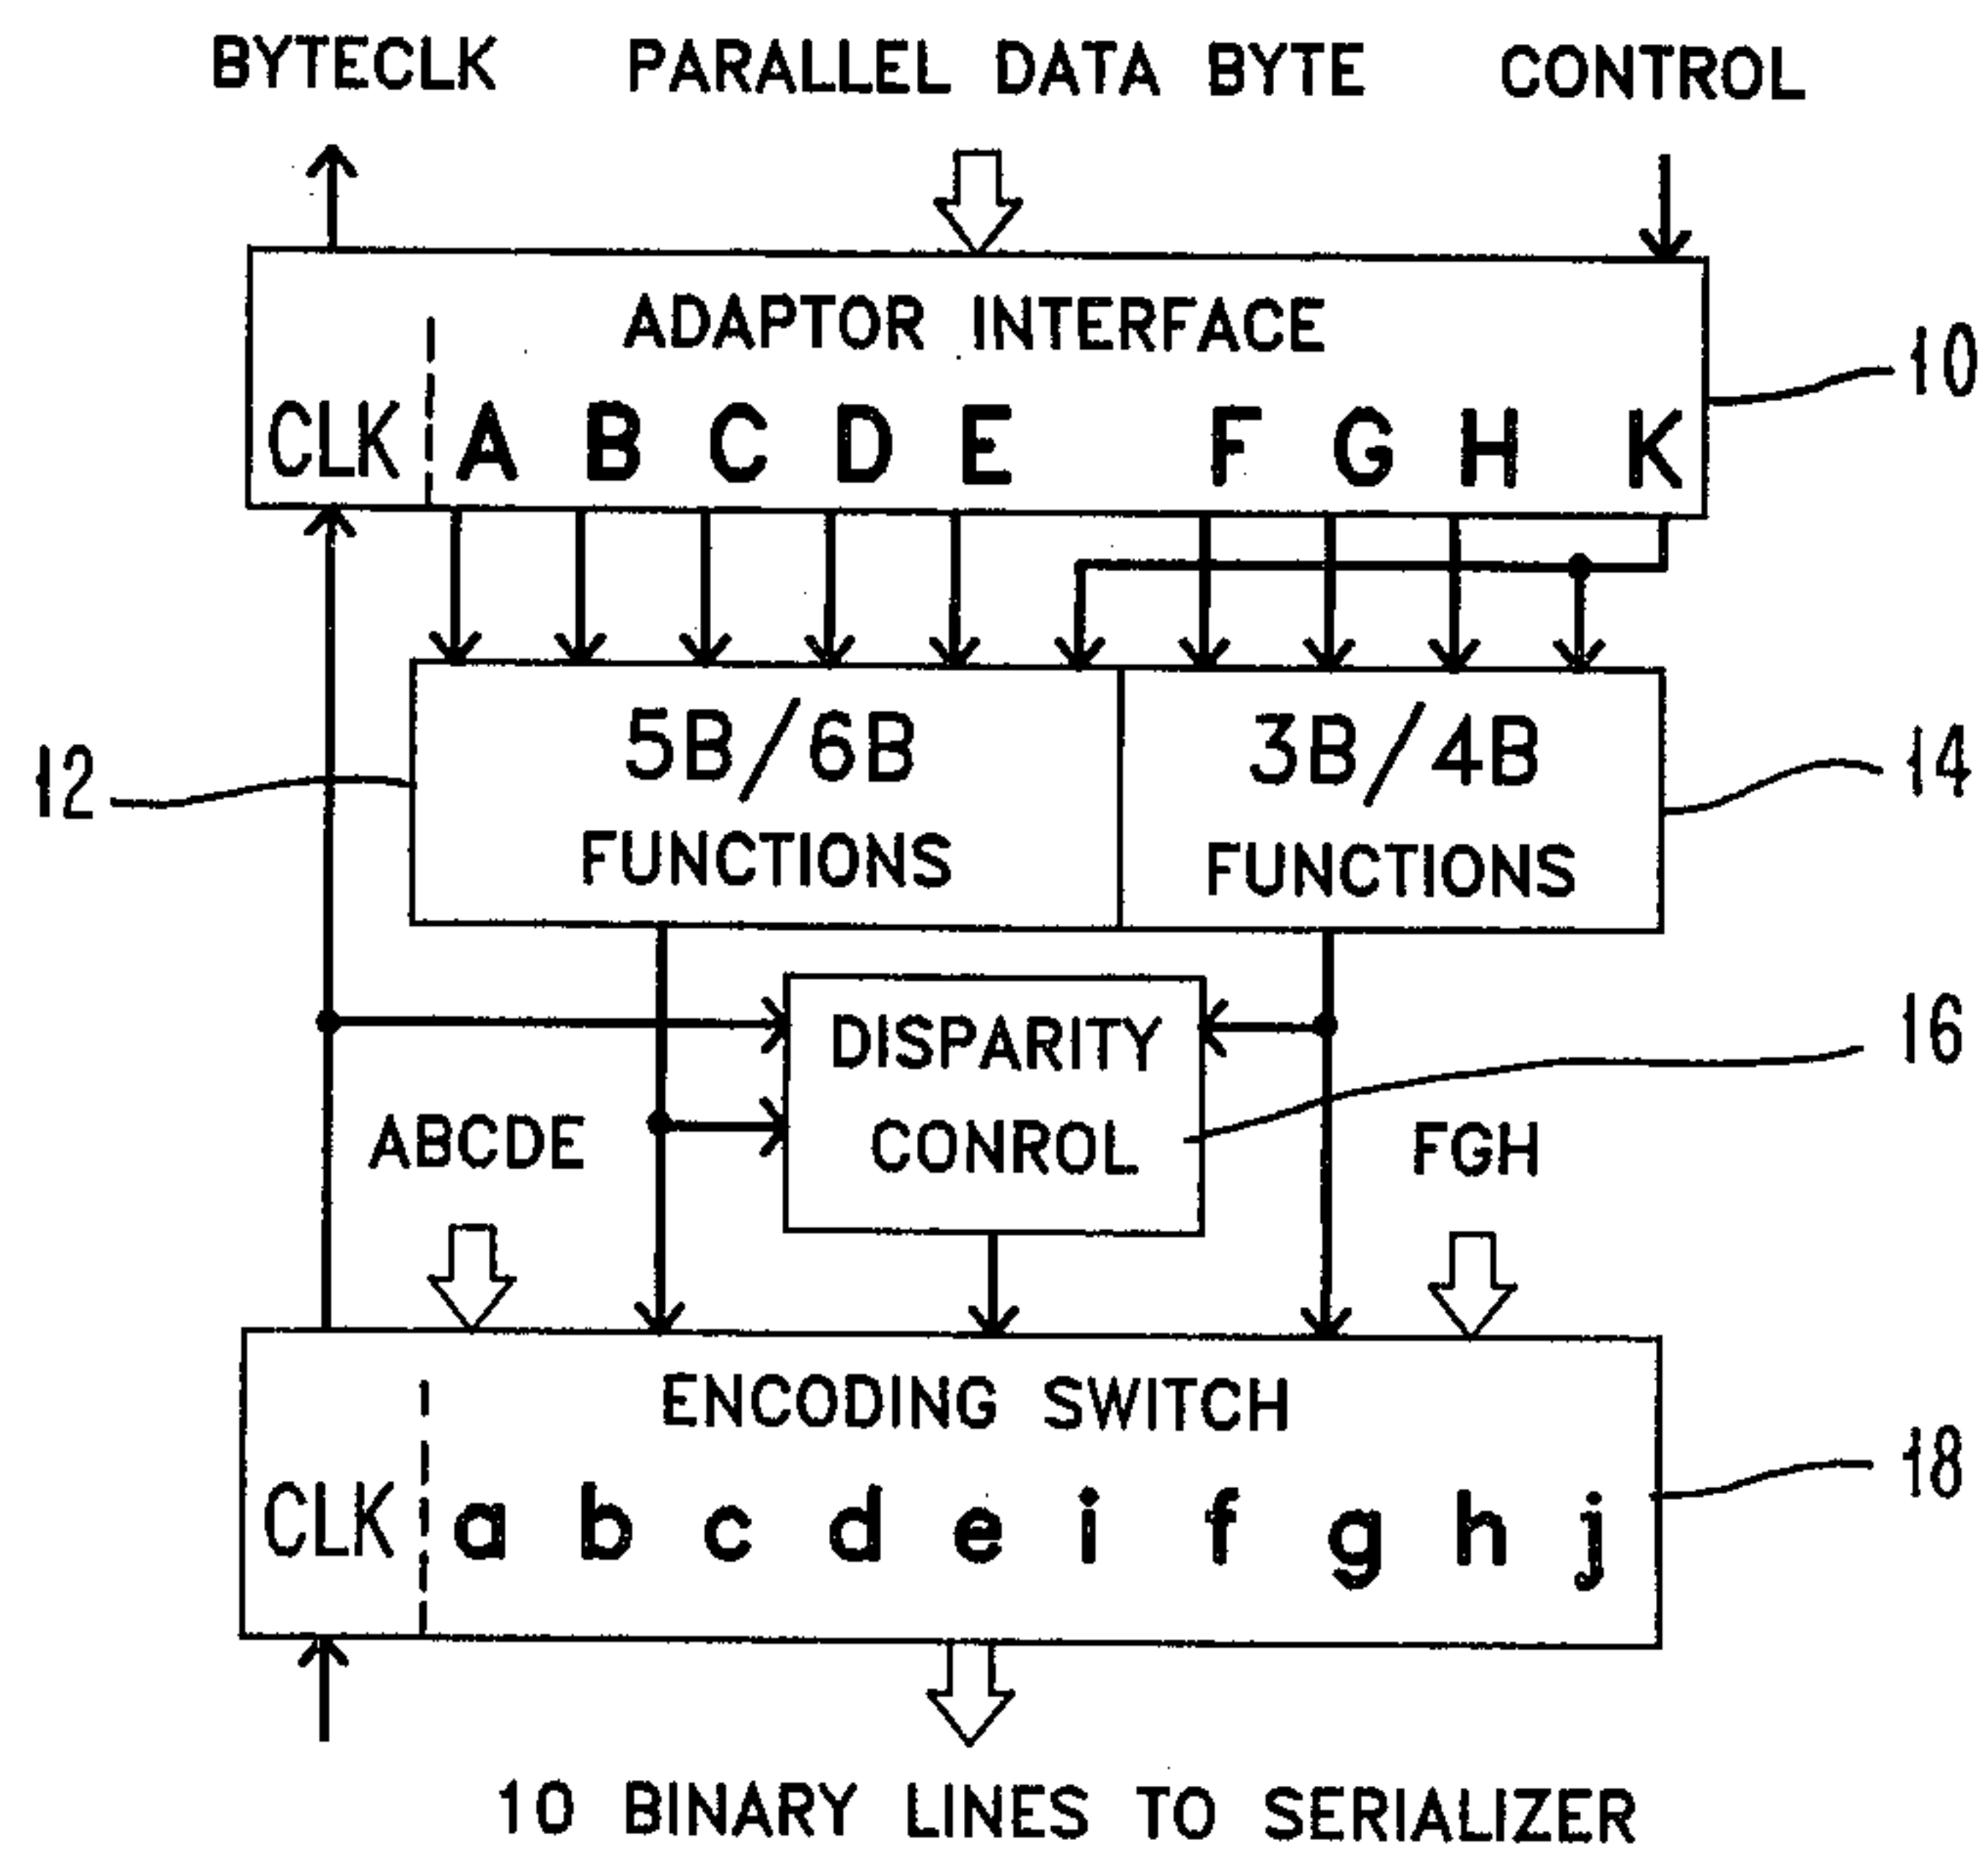 BYTECLK PARALLEL DATA BYTE CONTROL
ADAPTOR INTERFACE
10
CLK A B C D E F G H K
5B/6B 3B/4B
12
14
FUNCTIONS FUNCTIONS
DISPARITY
16
ABCDE CONROL FGH
ENCODING SWITCH
18
CLK a b c d e i f g h j
10 BINARY LINES TO SERIALIZER